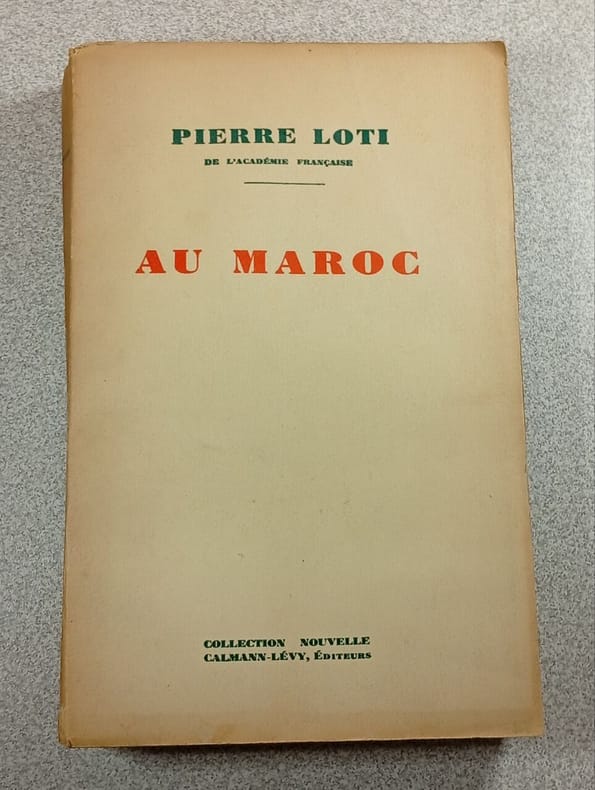 PIERRE LOTI
DE L'ACADÉMIE FRANÇAISE
AU MAROC
COLLECTION NOUVELLE
CALMANN-LÉVY, ÉDITEURS